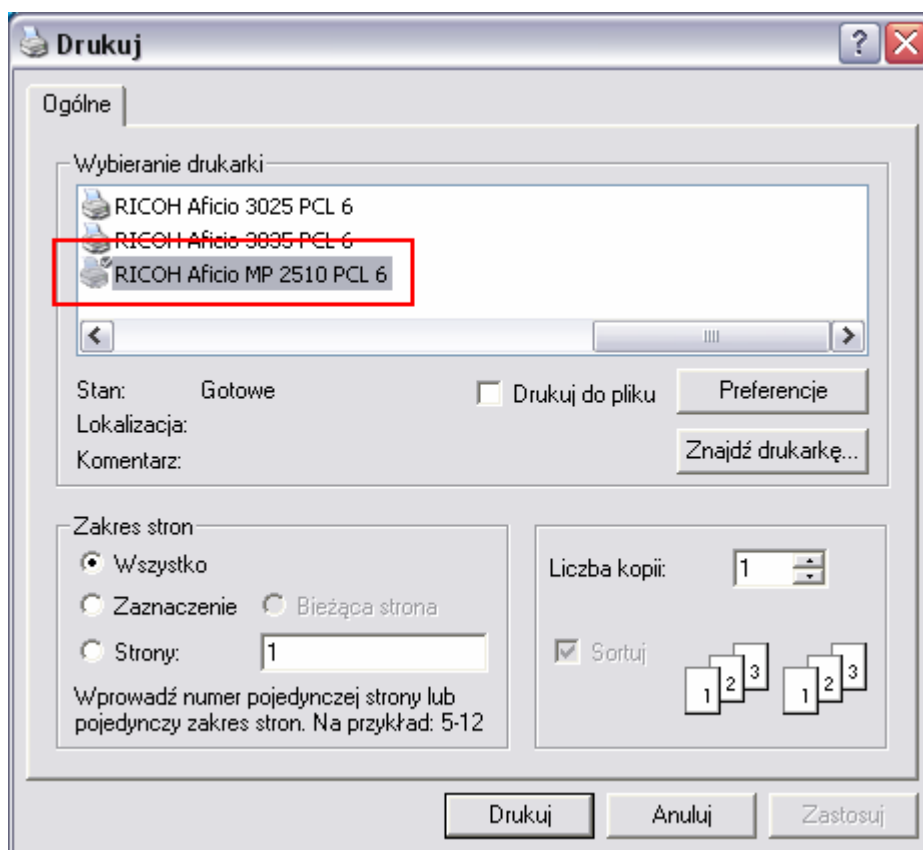 Drukuj
Ogólne
Wybieranie drukarki
RICOH Aficio 3025 PCL 6
RICOH Aficio 3035 PCL 6
RICOH Aficio MP 2510 PCL 6
Stan: Gotowe
Drukuj do pliku
Preferencje
Lokalizacja:
Komentarz:
Znajdź drukarkę...
Zakres stron
Wszystko
Zaznaczenie
Bieżąca strona
Strony: 1
Wprowadź numer pojedynczej strony lub
pojedynczy zakres stron. Na przykład: 5-12
Liczba kopii: 1
Sortuj
1 2 3 1 2 3
Drukuj
Anuluj
Zastosuj